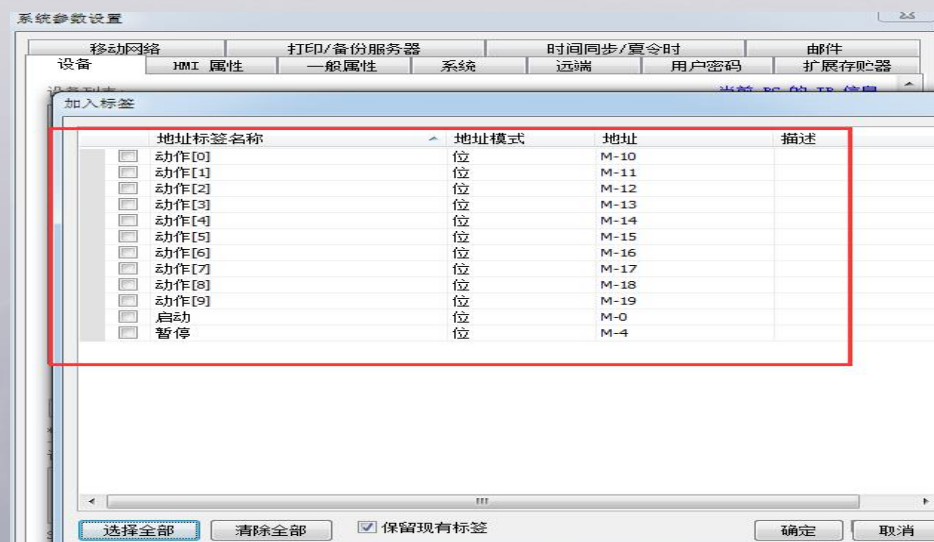 系统参数设置
移动网络 打印/备份服务器 时间同步/夏令时 邮件
设备 HMI 属性 一般属性 系统 远端 用户密码 扩展存贮器
当前 PC 的 IP 信息
加入标签
地址标签名称 地址模式 地址 描述
动作[0] 位 M-10
动作[1] 位 M-11
动作[2] 位 M-12
动作[3] 位 M-13
动作[4] 位 M-14
动作[5] 位 M-15
动作[6] 位 M-16
动作[7] 位 M-17
动作[8] 位 M-18
动作[9] 位 M-19
启动 位 M-0
暂停 位 M-4
选择全部 清除全部 保留现有标签 确定 取消